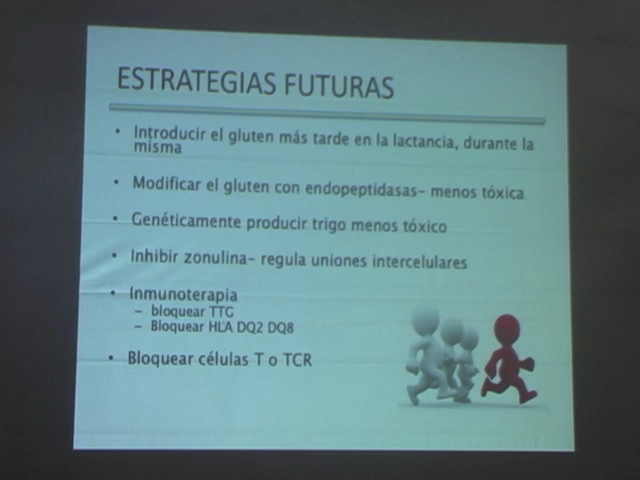 ESTRATEGIAS FUTURAS
• Introducir el gluten más tarde en la lactancia, durante la
misma
• Modificar el gluten con endopeptidasas- menos tóxica
• Genéticamente producir trigo menos tóxico
• Inhibir zonulina- regula uniones intercelulares
• Inmunoterapia
– bloquear TTG
– Bloquear HLA DQ2 DQ8
• Bloquear células T o TCR